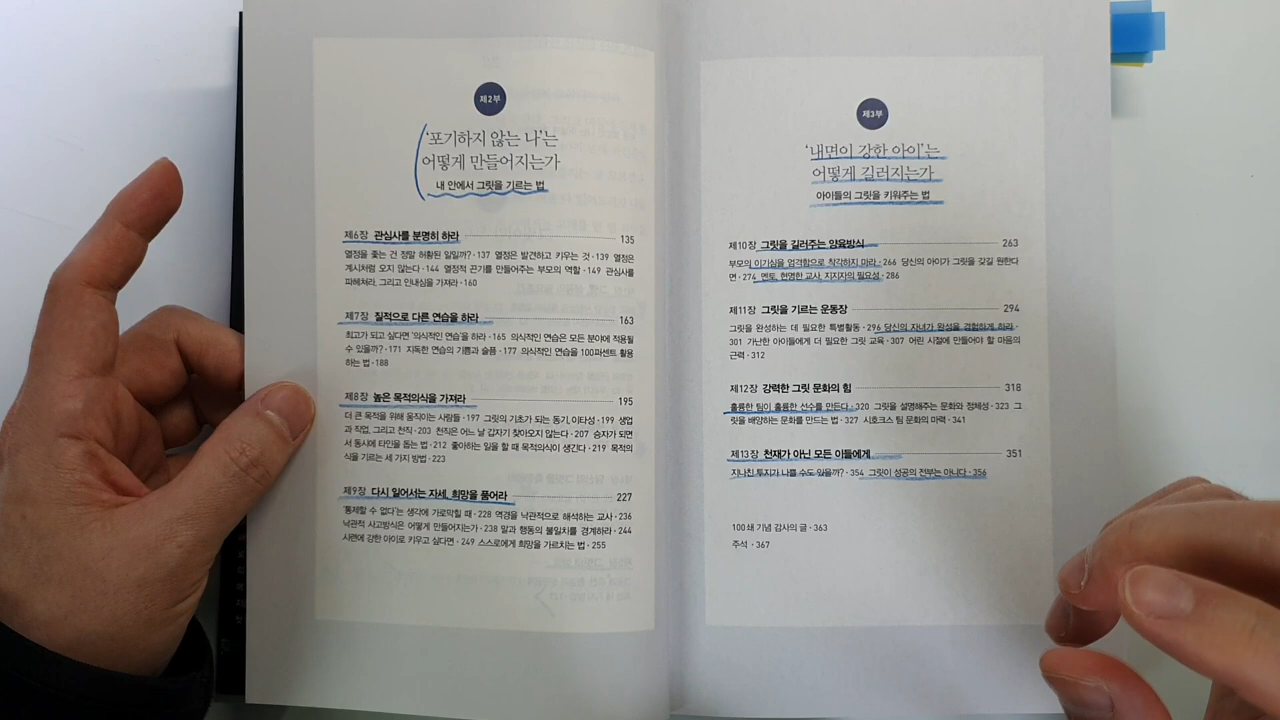 제2부
‘포기하지 않는 나’는
어떻게 만들어지는가
내 안에서 그릿을 기르는 법
제6장 관심사를 분명히 하라 135
열정을 좇는 건 정말 허황된 일일까? · 137 열정은 발견하고 키우는 것 · 139 열정은
계시처럼 오지 않는다 · 144 열정적 끈기를 만들어주는 부모의 역할 · 149 관심사를
파헤쳐라, 그리고 인내심을 가져라 · 160
제7장 질적으로 다른 연습을 하라 163
최고가 되고 싶다면 ‘의식적인 연습’을 하라 · 165 의식적인 연습은 모든 분야에 적용될
수 있을까? · 171 지독한 연습의 기쁨과 슬픔 · 177 의식적인 연습을 100퍼센트 활용
하는 법 · 188
제8장 높은 목적의식을 가져라 195
더 큰 목적을 위해 움직이는 사람들 · 197 그릿의 기초가 되는 동기, 이타성 · 199 생업
과 직업, 그리고 천직 · 203 천직은 어느 날 갑자기 찾아오지 않는다 · 207 승자가 되면
서 동시에 타인을 돕는 법 · 212 좋아하는 일을 할 때 목적의식이 생긴다 · 219 목적의
식을 기르는 세 가지 방법 · 223
제9장 다시 일어서는 자세, 희망을 품어라 227
‘통제할 수 없다’는 생각에 가로막힐 때 · 228 역경을 낙관적으로 해석하는 교사 · 236
낙관적 사고방식은 어떻게 만들어지는가 · 238 말과 행동의 불일치를 경계하라 · 244
시련에 강한 아이로 키우고 싶다면 · 249 스스로에게 희망을 가르치는 법 · 255
제3부
‘내면이 강한 아이’는
어떻게 길러지는가
아이들의 그릿을 키워주는 법
제10장 그릿을 길러주는 양육방식 263
부모의 이기심을 엄격함으로 착각하지 마라 · 266 당신의 아이가 그릿을 갖길 원한다
면 · 274 멘토, 현명한 교사, 지지자의 필요성 · 286
제11장 그릿을 기르는 운동장 294
그릿을 완성하는 데 필요한 특별활동 · 296 당신의 자녀가 완성을 경험하게 하라 ·
301 가난한 아이들에게 더 필요한 그릿 교육 · 307 어린 시절에 만들어야 할 마음의
근력 · 312
제12장 강력한 그릿 문화의 힘 318
훌륭한 팀이 훌륭한 선수를 만든다 · 320 그릿을 설명해주는 문화와 정체성 · 323 그
릿을 배양하는 문화를 만드는 법 · 327 시호크스 팀 문화의 마력 · 341
제13장 천재가 아닌 모든 이들에게 351
지나친 투지가 나쁠 수도 있을까? · 354 그릿이 성공의 전부는 아니다 · 356
100쇄 기념 감사의 글 · 363
주석 · 367